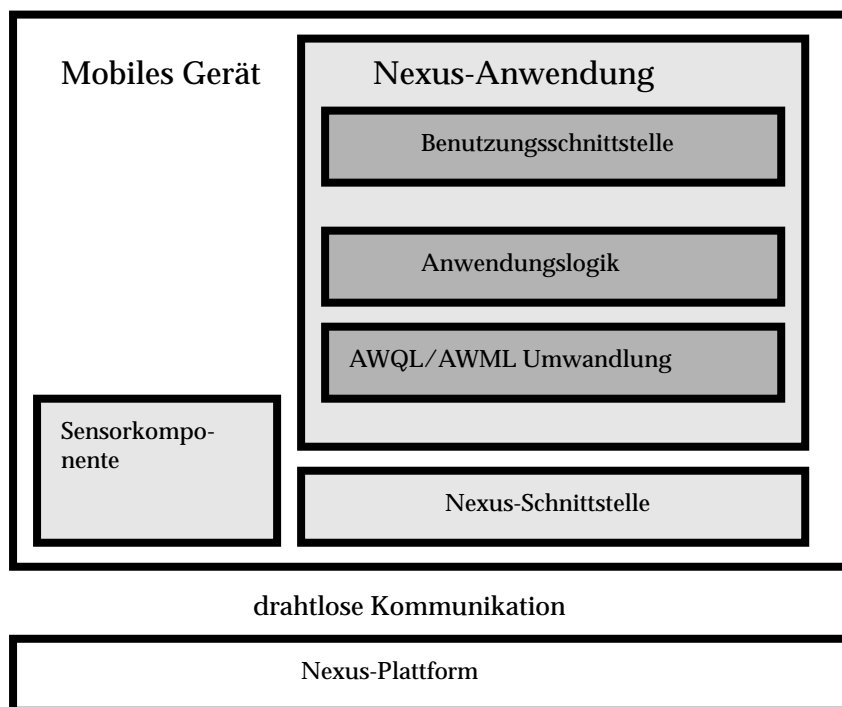 Mobiles Gerät
Nexus-Anwendung
Benutzungsschnittstelle
Anwendungslogik
AWQL/AWML Umwandlung
Sensorkompo-
nente
Nexus-Schnittstelle
drahtlose Kommunikation
Nexus-Plattform